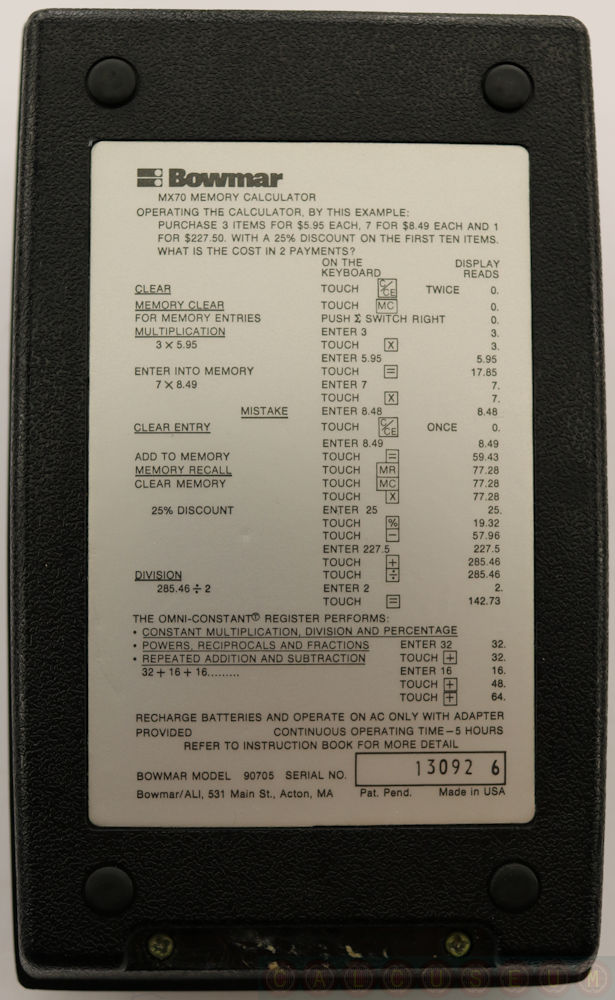 Bowmar
MX70 MEMORY CALCULATOR
OPERATING THE CALCULATOR, BY THIS EXAMPLE:
PURCHASE 3 ITEMS FOR $5.95 EACH, 7 FOR $8.49 EACH AND 1
FOR $227.50. WITH A 25% DISCOUNT ON THE FIRST TEN ITEMS.
WHAT IS THE COST IN 2 PAYMENTS?
ON THE DISPLAY
KEYBOARD READS
CLEAR TOUCH C/CE TWICE 0.
MEMORY CLEAR TOUCH MC 0.
FOR MEMORY ENTRIES PUSH Σ SWITCH RIGHT 0.
MULTIPLICATION ENTER 3 3.
3 × 5.95 TOUCH X 3.
ENTER 5.95 5.95
ENTER INTO MEMORY TOUCH = 17.85
7 × 8.49 ENTER 7 7.
TOUCH X 7.
MISTAKE ENTER 8.48 8.48
CLEAR ENTRY TOUCH C/CE ONCE 0.
ENTER 8.49 8.49
ADD TO MEMORY TOUCH = 59.43
MEMORY RECALL TOUCH MR 77.28
CLEAR MEMORY TOUCH MC 77.28
TOUCH X 77.28
25% DISCOUNT ENTER 25 25.
TOUCH % 19.32
TOUCH − 57.96
ENTER 227.5 227.5
TOUCH + 285.46
DIVISION TOUCH ÷ 285.46
285.46 ÷ 2 ENTER 2 2.
TOUCH = 142.73
THE OMNI-CONSTANT® REGISTER PERFORMS:
• CONSTANT MULTIPLICATION, DIVISION AND PERCENTAGE
• POWERS, RECIPROCALS AND FRACTIONS ENTER 32 32.
• REPEATED ADDITION AND SUBTRACTION TOUCH + 32.
32 + 16 + 16......... ENTER 16 16.
TOUCH + 48.
TOUCH + 64.
RECHARGE BATTERIES AND OPERATE ON AC ONLY WITH ADAPTER
PROVIDED CONTINUOUS OPERATING TIME–5 HOURS
REFER TO INSTRUCTION BOOK FOR MORE DETAIL
BOWMAR MODEL 90705 SERIAL NO. 13092 6
Bowmar/ALI, 531 Main St., Acton, MA Pat. Pend. Made in USA
CALCUSEUM